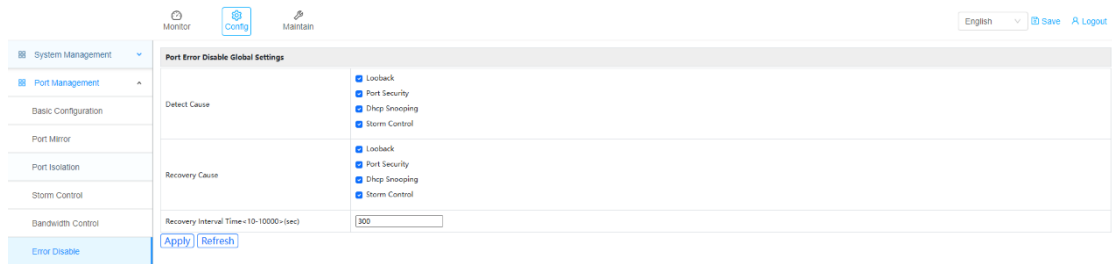 Monitor
Config
Maintain
English
Save
Logout
System Management
Port Management
Basic Configuration
Port Mirror
Port Isolation
Storm Control
Bandwidth Control
Error Disable
Port Error Disable Global Settings
Detect Cause
Looback
Port Security
Dhcp Snooping
Storm Control
Recovery Cause
Looback
Port Security
Dhcp Snooping
Storm Control
Recovery Interval Time<10-10000>(sec)
300
Apply Refresh